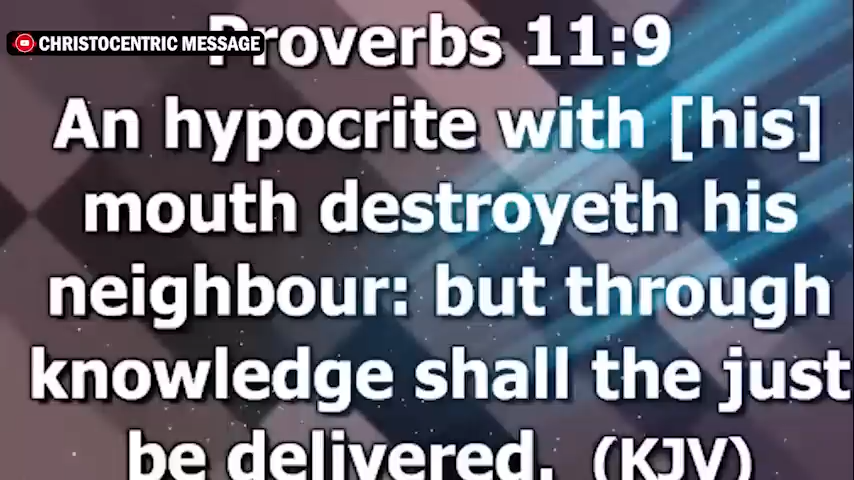 CHRISTOCENTRIC MESSAGE
Proverbs 11:9
An hypocrite with [his]
mouth destroyeth his
neighbour: but through
knowledge shall the just
be delivered. (KJV)